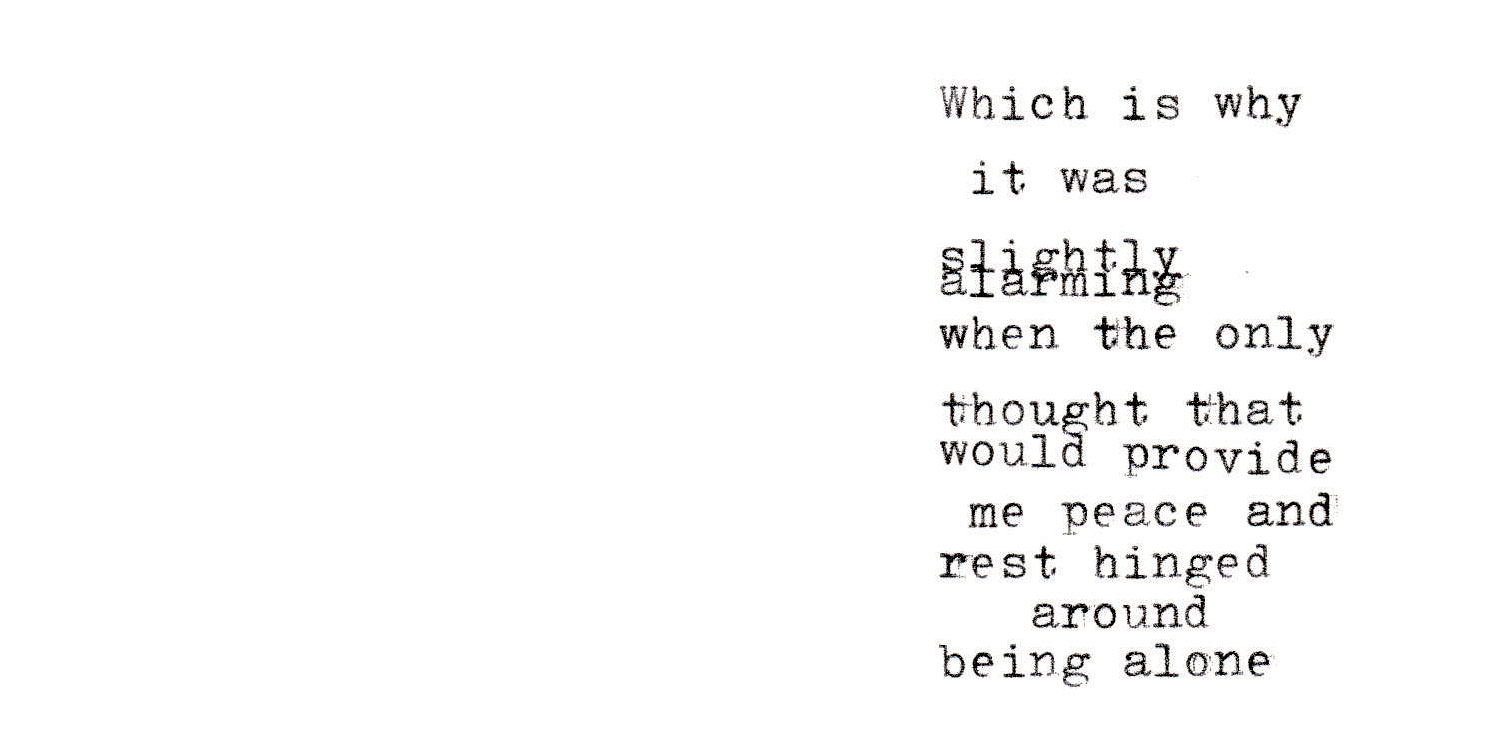 Which is why
it was
slightly
alarming
when the only
thought that
would provide
me peace and
rest hinged
around
being alone